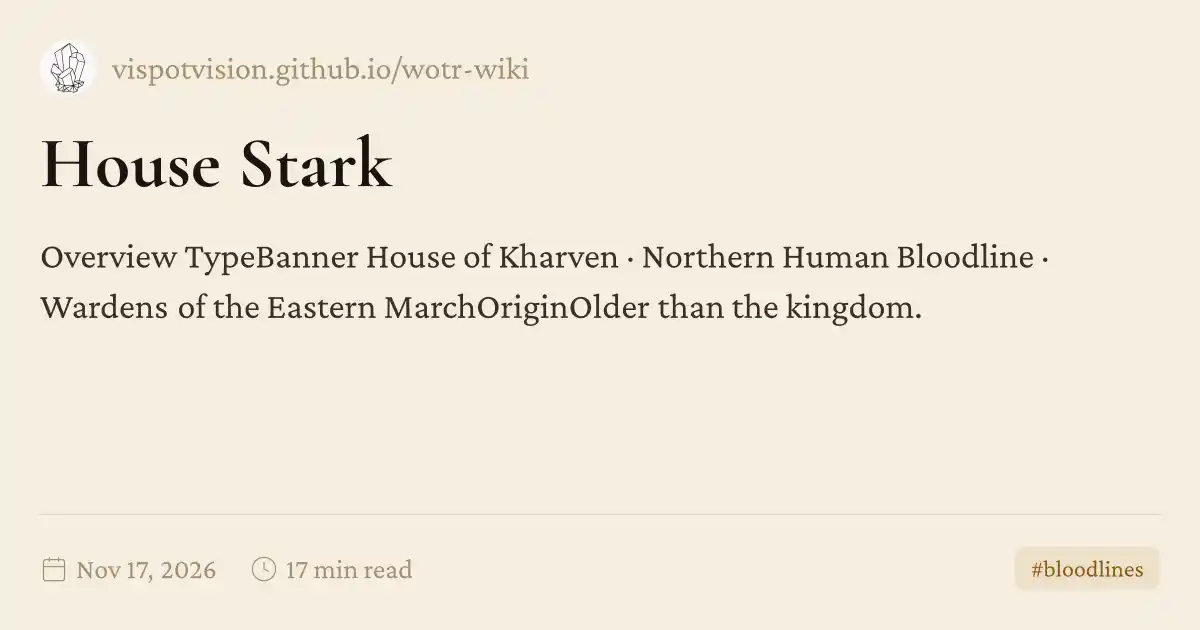 vispotvision.github.io/wotr-wiki
House Stark
Overview TypeBanner House of Kharven · Northern Human Bloodline ·
Wardens of the Eastern MarchOriginOlder than the kingdom.
Nov 17, 2026 17 min read #bloodlines